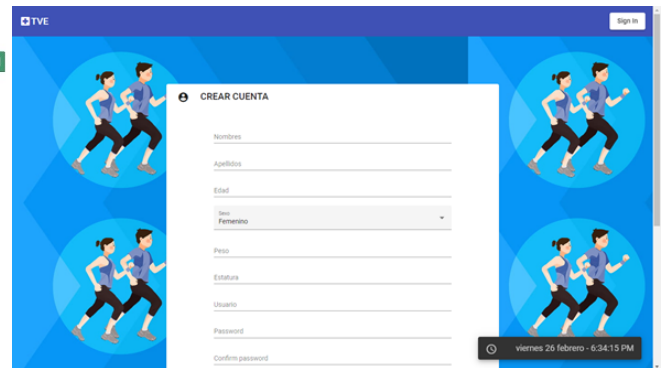 TVE
Sign In
CREAR CUENTA
Nombres
Apellidos
Edad
Sexo
Femenino
Peso
Estatura
Usuario
Password
Confirm password
viernes 26 febrero - 6:34:15 PM